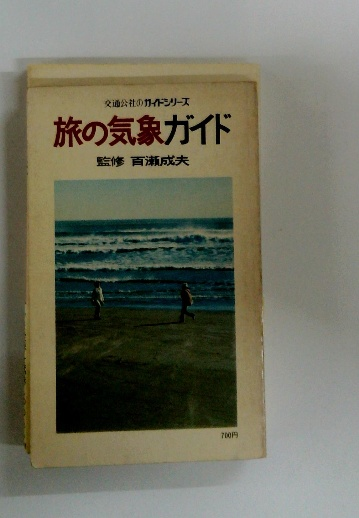 交通公社のガイドシリーズ
旅の気象ガイド
監修 百瀬成夫
700円